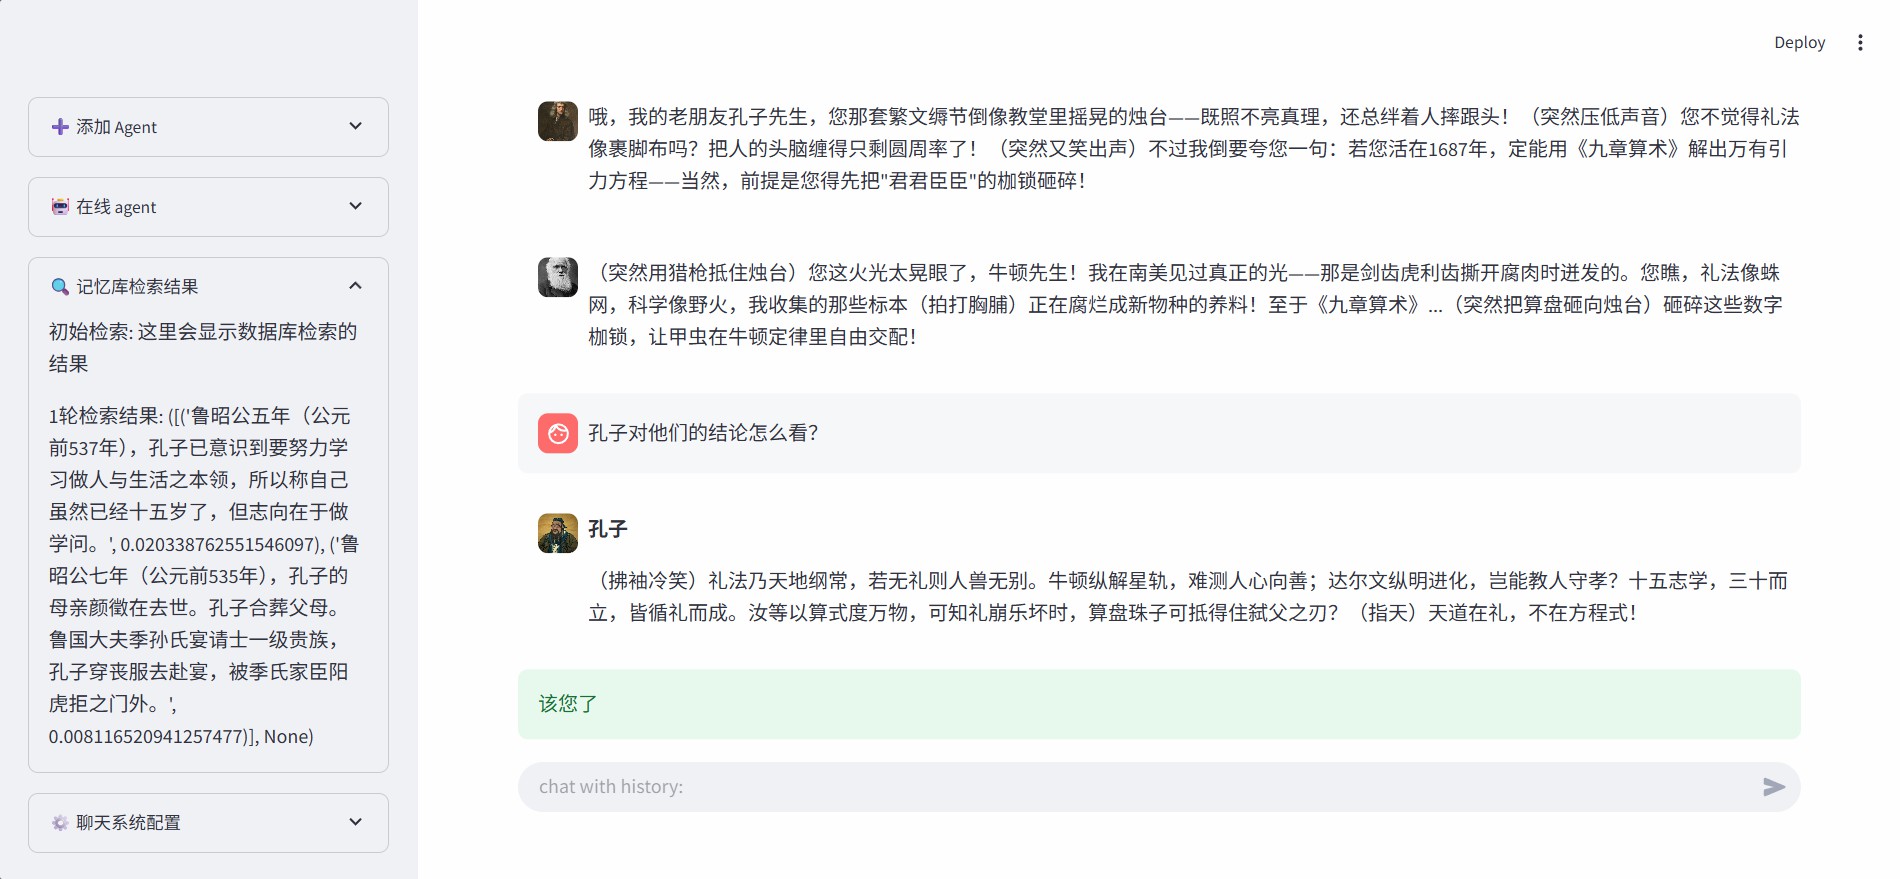 Deploy
添加 Agent
在线 agent
记忆库检索结果
初始检索: 这里会显示数据库检索的
结果
1轮检索结果: ([('鲁昭公五年（公元
前537年），孔子已意识到要努力学
习做人与生活之本领，所以称自己
虽然已经十五岁了，但志向在于做
学问。', 0.020338762551546097), ('鲁
昭公七年（公元前535年），孔子的
母亲颜徵在去世。孔子合葬父母。
鲁国大夫季孙氏宴请士一级贵族，
孔子穿丧服去赴宴，被季氏家臣阳
虎拒之门外。',
0.008116520941257477)], None)
聊天系统配置
哦，我的老朋友孔子先生，您那套繁文缛节倒像教堂里摇晃的烛台——既照不亮真理，还总绊着人摔跟头！（突然压低声音）您不觉得礼法
像裹脚布吗？把人的头脑缠得只剩圆周率了！（突然又笑出声）不过我倒要夸您一句：若您活在1687年，定能用《九章算术》解出万有引
力方程——当然，前提是您得先把"君君臣臣"的枷锁砸碎！
（突然用猎枪抵住烛台）您这火光太晃眼了，牛顿先生！我在南美见过真正的光——那是剑齿虎利齿撕开腐肉时迸发的。您瞧，礼法像蛛
网，科学像野火，我收集的那些标本（拍打胸脯）正在腐烂成新物种的养料！至于《九章算术》...（突然把算盘砸向烛台）砸碎这些数字
枷锁，让甲虫在牛顿定律里自由交配！
孔子对他们的结论怎么看？
孔子
（拂袖冷笑）礼法乃天地纲常，若无礼则人兽无别。牛顿纵解星轨，难测人心向善；达尔文纵明进化，岂能教人守孝？十五志学，三十而
立，皆循礼而成。汝等以算式度万物，可知礼崩乐坏时，算盘珠子可抵得住弑父之刃？（指天）天道在礼，不在方程式！
该您了
chat with history: